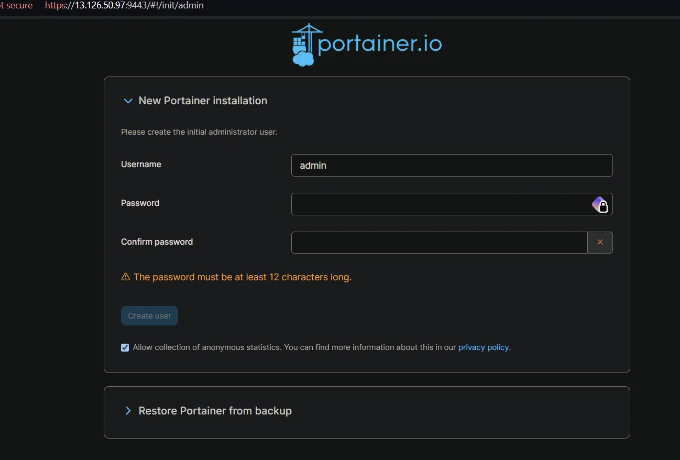 t secure https://13.126.50.97:9443/#!/init/admin
portainer.io
New Portainer installation
Please create the initial administrator user.
Username
admin
Password
Confirm password
The password must be at least 12 characters long.
Create user
Allow collection of anonymous statistics. You can find more information about this in our privacy policy.
Restore Portainer from backup